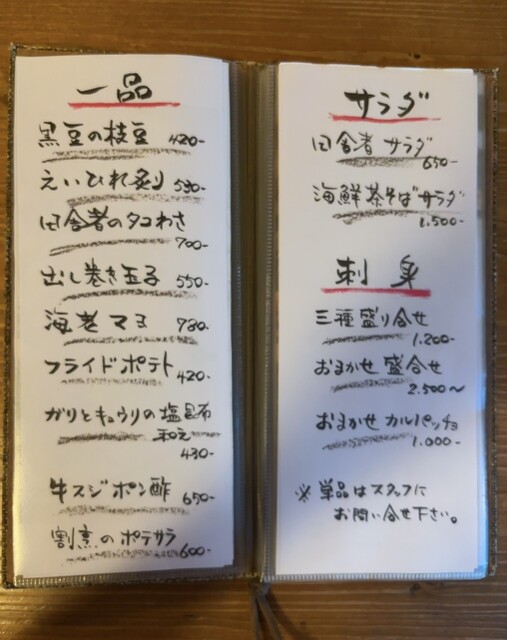 一品
黒豆の枝豆 420-
えいひれ炙り 580-
田舎者のタコわさ
700-
出し巻き玉子 550-
海老マヨ 780-
フライドポテト 420-
ガリとキュウリの塩昆布
和え
430-
牛スジポン酢 650-
割烹のポテサラ
600-
サラダ
田舎者サラダ
650-
海鮮茶そばサラダ
1.500-
刺身
三種盛り合せ
1.200-
おまかせ盛合せ
2.500〜
おまかせカルパッチョ
1.000-
※単品はスタッフに
お問い合せ下さい。